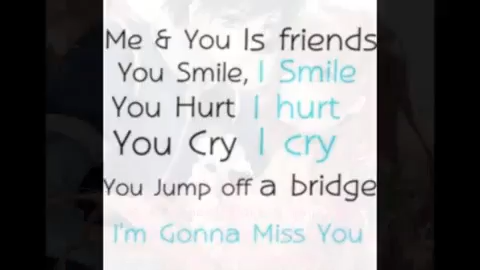 Me & You Is friends
You Smile, I Smile
You Hurt I hurt
You Cry I cry
You Jump off a bridge
I'm Gonna Miss You